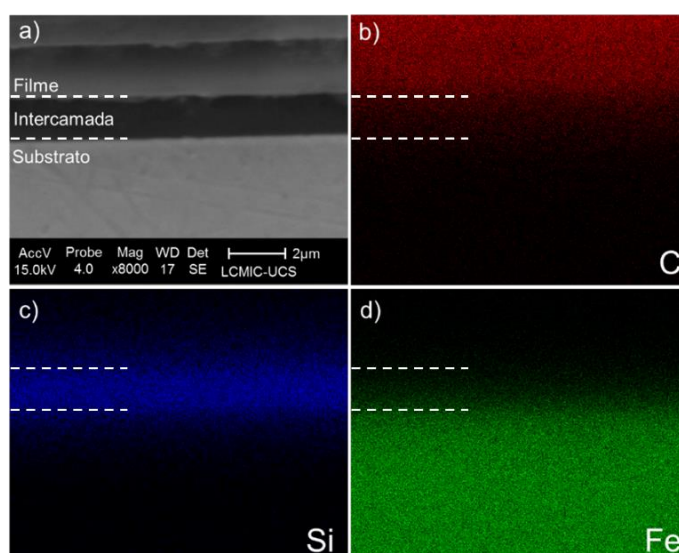 a)
Filme
Intercamada
Substrato
AccV Probe Mag WD Det
15.0kV 4.0 x8000 17 SE
2μm
LCMIC-UCS
b)
C
c)
Si
d)
Fe